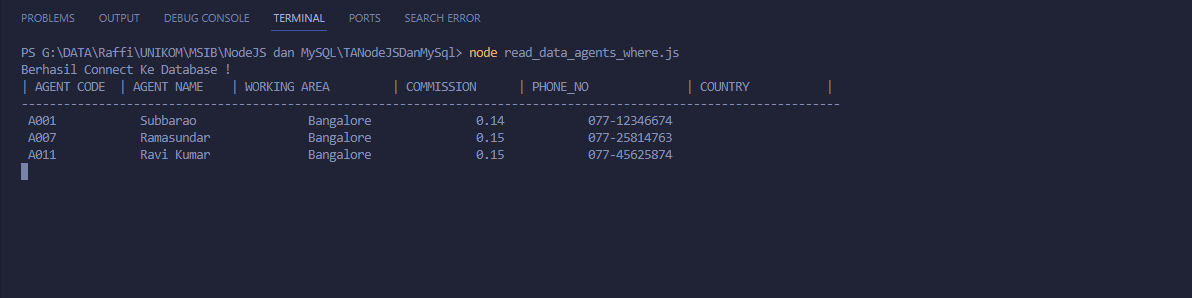 PROBLEMS OUTPUT DEBUG CONSOLE TERMINAL PORTS SEARCH ERROR
PS G:\DATA\Raffi\UNIKOM\MSIB\NodeJS dan MySQL\TANodeJSDanMySql> node read_data_agents_where.js
Berhasil Connect Ke Database !
| AGENT CODE | AGENT NAME | WORKING AREA | COMMISSION | PHONE_NO | COUNTRY |
---------------------------------------------------------------------------------------------------------------------
A001 Subbarao Bangalore 0.14 077-12346674
A007 Ramasundar Bangalore 0.15 077-25814763
A011 Ravi Kumar Bangalore 0.15 077-45625874